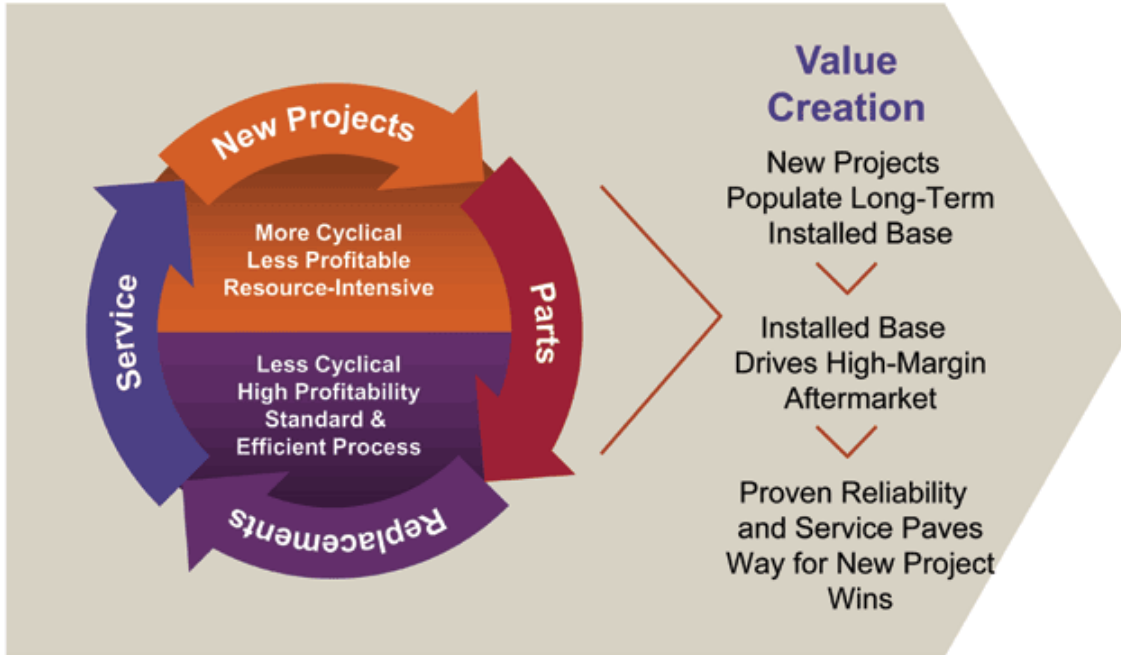 New Projects
Parts
Replacements
Service
More Cyclical
Less Profitable
Resource-Intensive
Less Cyclical
High Profitability
Standard &
Efficient Process
Value
Creation
New Projects
Populate Long-Term
Installed Base
Installed Base
Drives High-Margin
Aftermarket
Proven Reliability
and Service Paves
Way for New Project
Wins